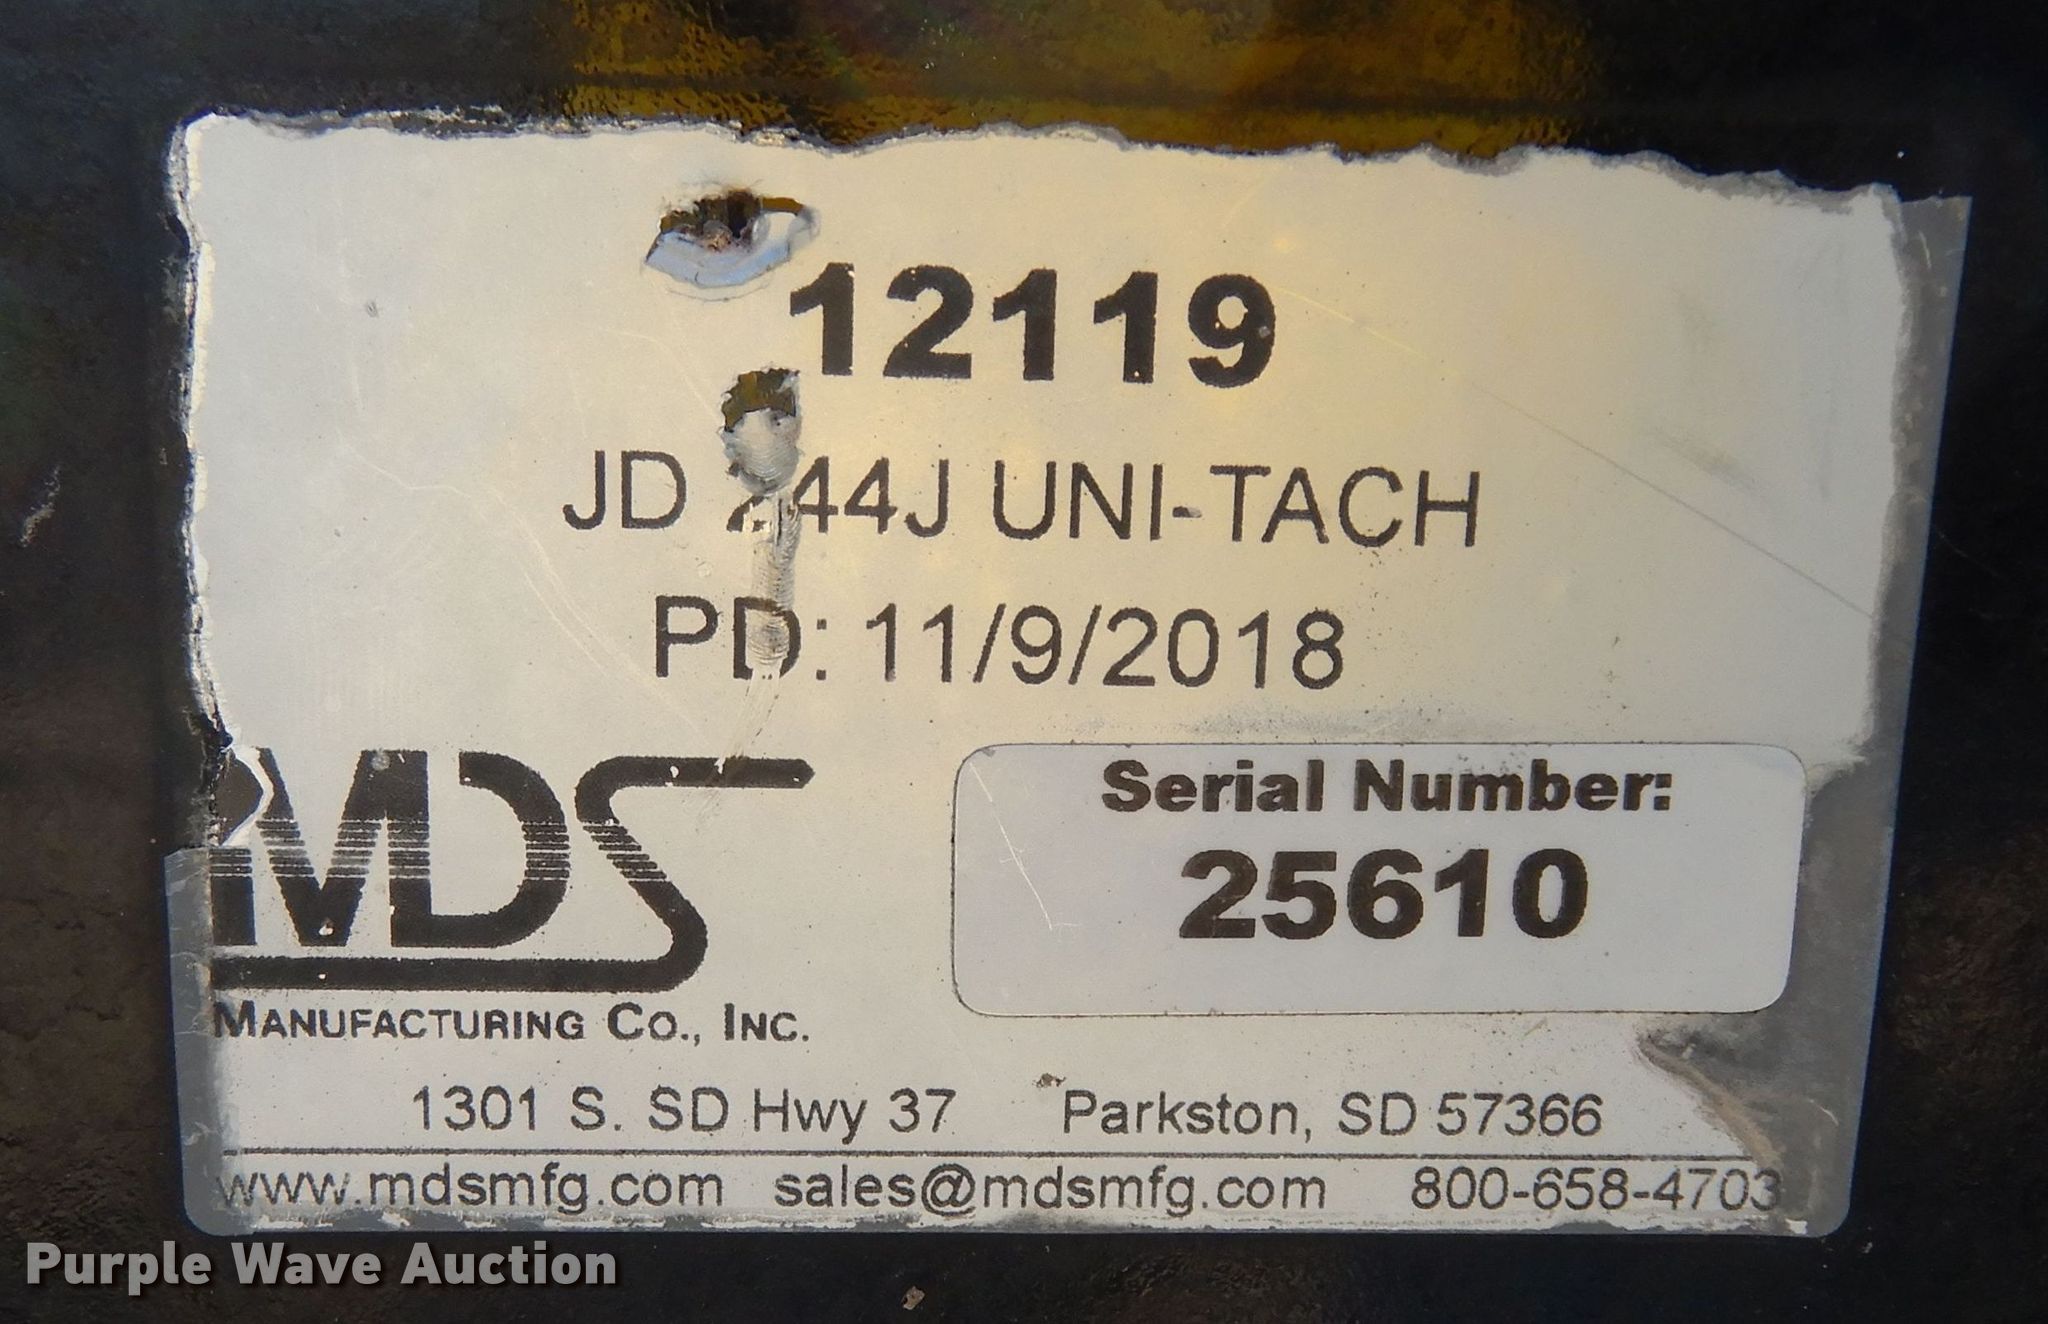 12119
JD 244J UNI-TACH
PD: 11/9/2018
MDS
MANUFACTURING CO., INC.
Serial Number:
25610
1301 S. SD Hwy 37 Parkston, SD 57366
www.mdsmfg.com sales@mdsmfg.com 800-658-4703
Purple Wave Auction